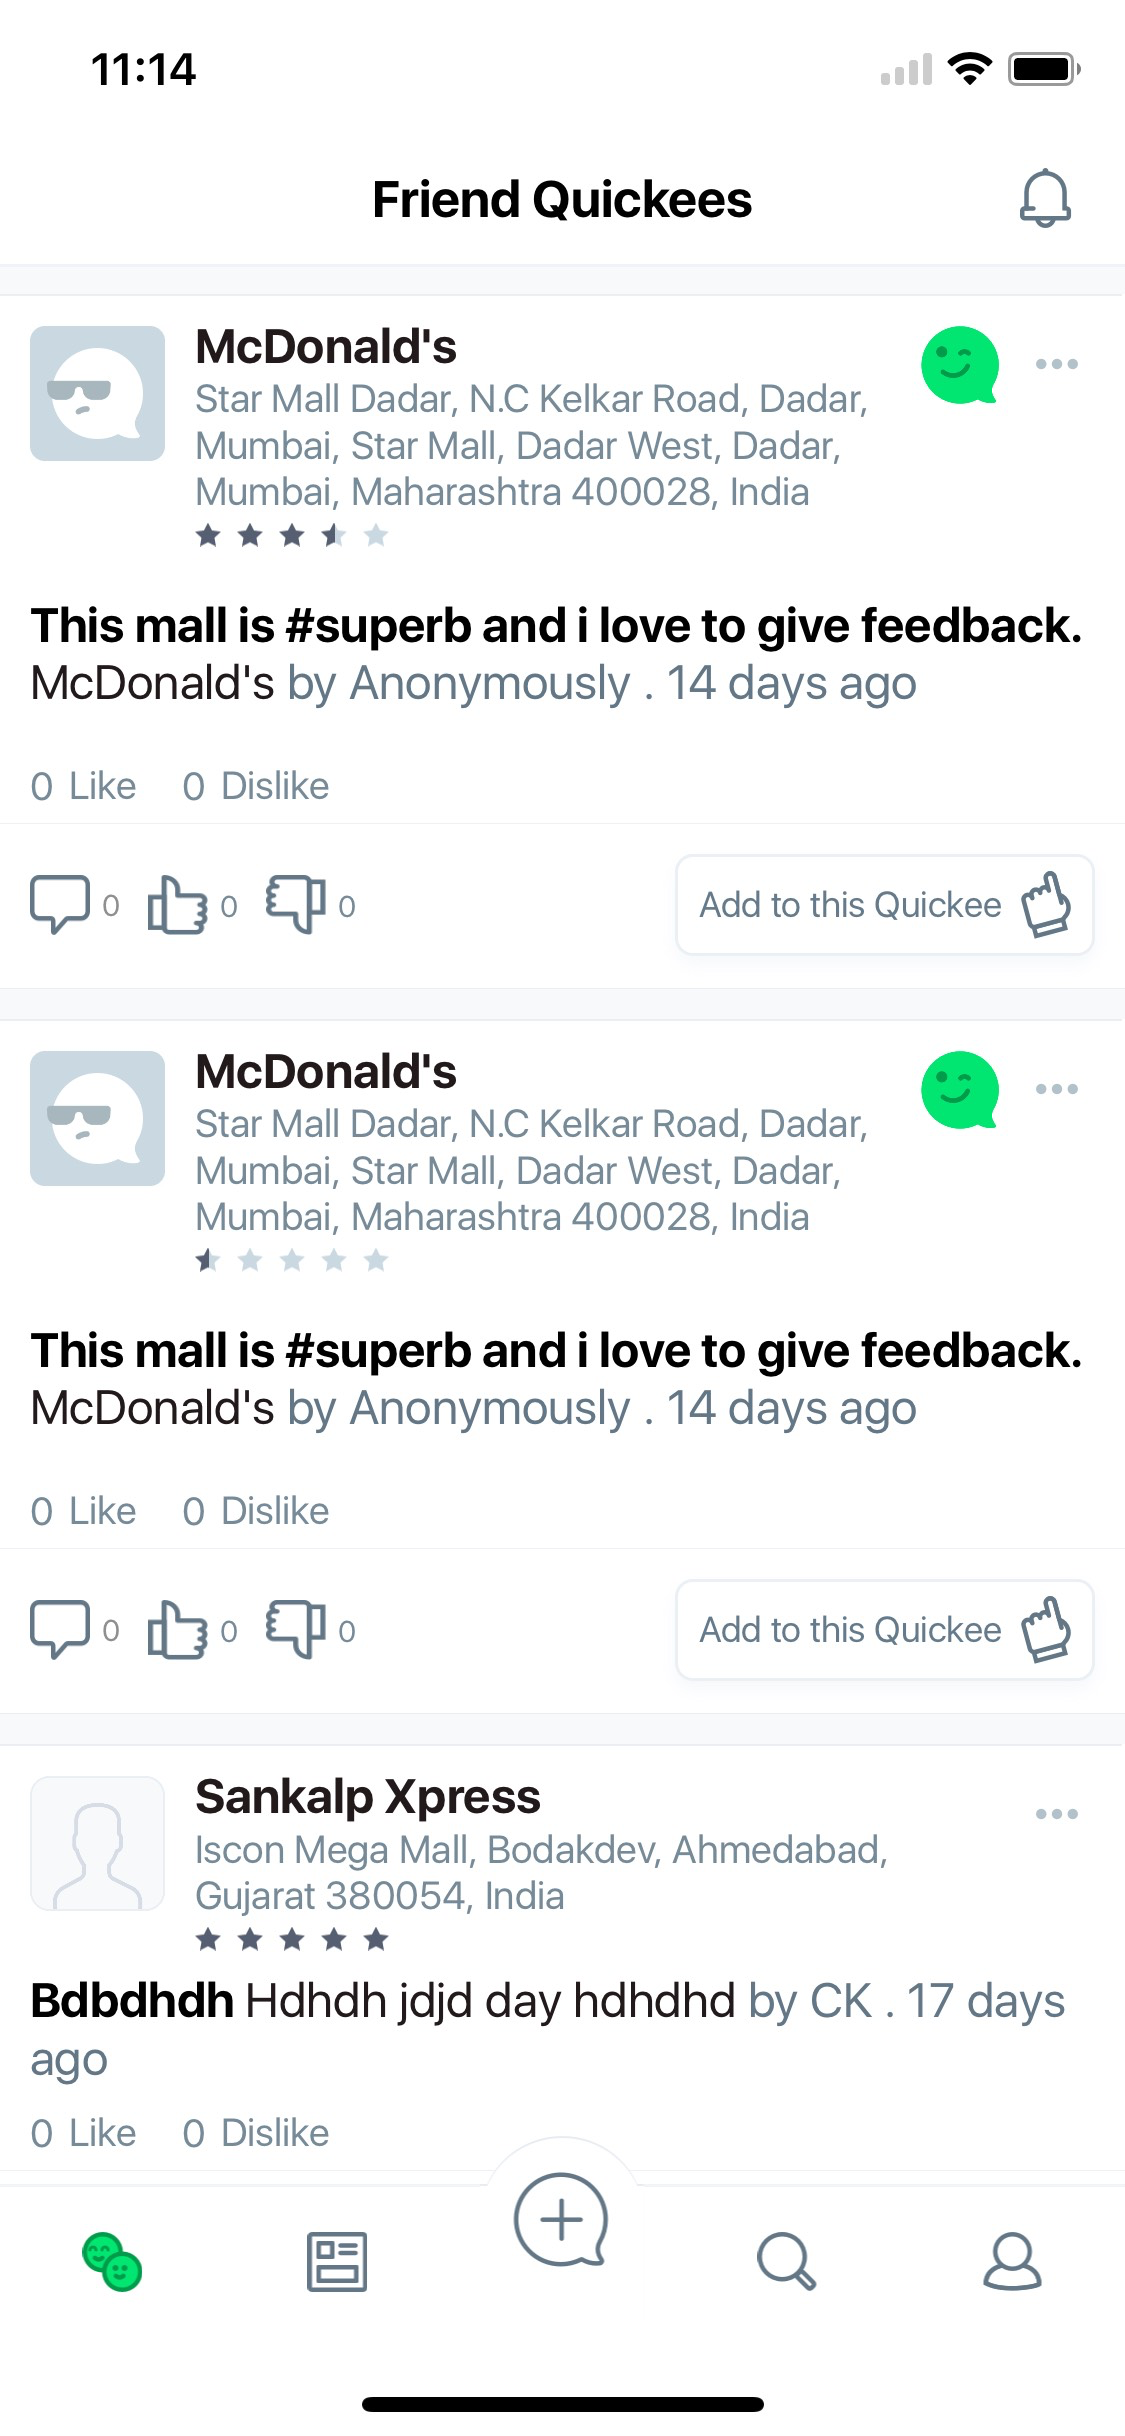 11:14
Friend Quickees
McDonald's
Star Mall Dadar, N.C Kelkar Road, Dadar,
Mumbai, Star Mall, Dadar West, Dadar,
Mumbai, Maharashtra 400028, India
This mall is #superb and i love to give feedback.
McDonald's by Anonymously . 14 days ago
0 Like 0 Dislike
0 0 0 Add to this Quickee
McDonald's
Star Mall Dadar, N.C Kelkar Road, Dadar,
Mumbai, Star Mall, Dadar West, Dadar,
Mumbai, Maharashtra 400028, India
This mall is #superb and i love to give feedback.
McDonald's by Anonymously . 14 days ago
0 Like 0 Dislike
0 0 0 Add to this Quickee
Sankalp Xpress
Iscon Mega Mall, Bodakdev, Ahmedabad,
Gujarat 380054, India
Bdbdhdh Hdhdh jdjd day hdhdhd by CK . 17 days
ago
0 Like 0 Dislike